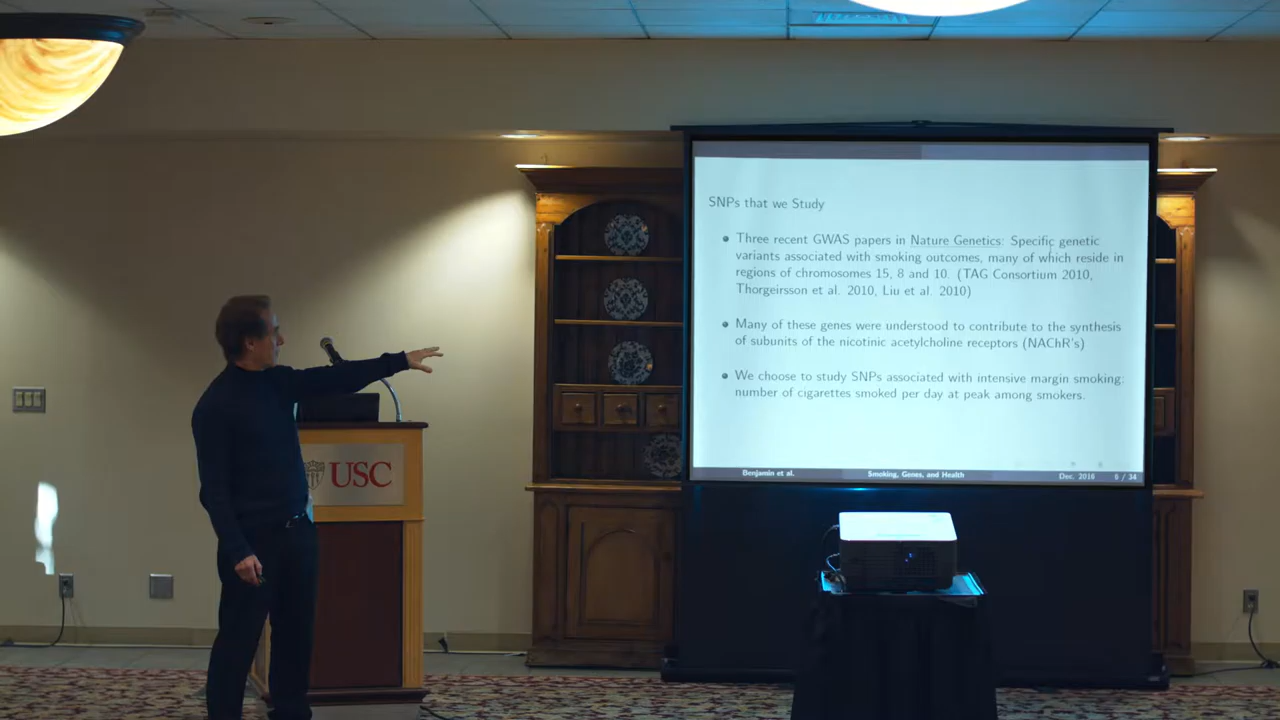 SNPs that we Study
Three recent GWAS papers in Nature Genetics: Specific genetic
variants associated with smoking outcomes, many of which reside in
regions of chromosomes 15, 8 and 10. (TAG Consortium 2010,
Thorgeirsson et al. 2010, Liu et al. 2010)
Many of these genes were understood to contribute to the synthesis
of subunits of the nicotinic acetylcholine receptors (NAChR's)
We choose to study SNPs associated with intensive margin smoking:
number of cigarettes smoked per day at peak among smokers.
Benjamin et al. Smoking, Genes, and Health Dec. 2016 9 / 34
USC